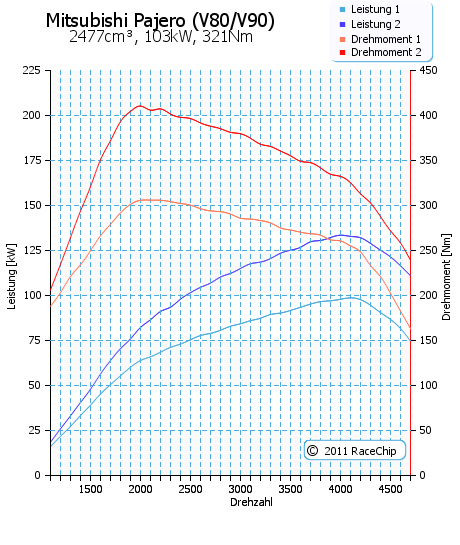 Mitsubishi Pajero (V80/V90)
2477cm³, 103kW, 321Nm
Leistung 1
Leistung 2
Drehmoment 1
Drehmoment 2
225
200
175
150
125
100
75
50
25
0
Leistung [kW]
450
400
350
300
250
200
150
100
50
0
Drehmoment [Nm]
© 2011 RaceChip
1500 2000 2500 3000 3500 4000 4500
Drehzahl